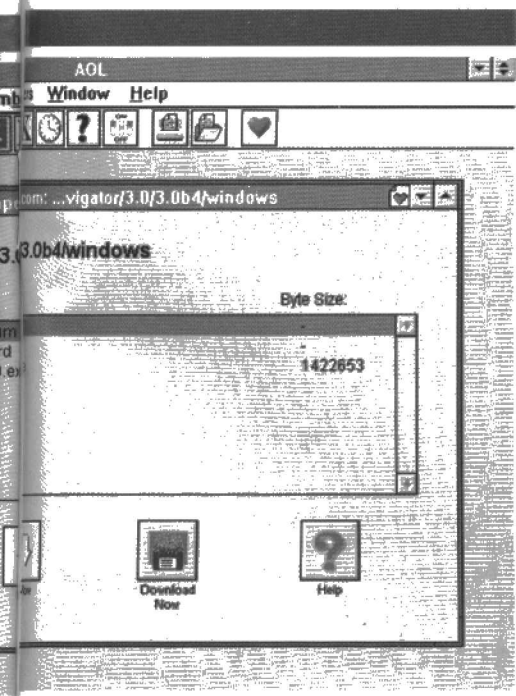 AOL
Window Help
com: ...vigator/3.0/3.0b4/windows
3.0b4/windows
Byte Size:
-
-
1422653
Download
Now
Help